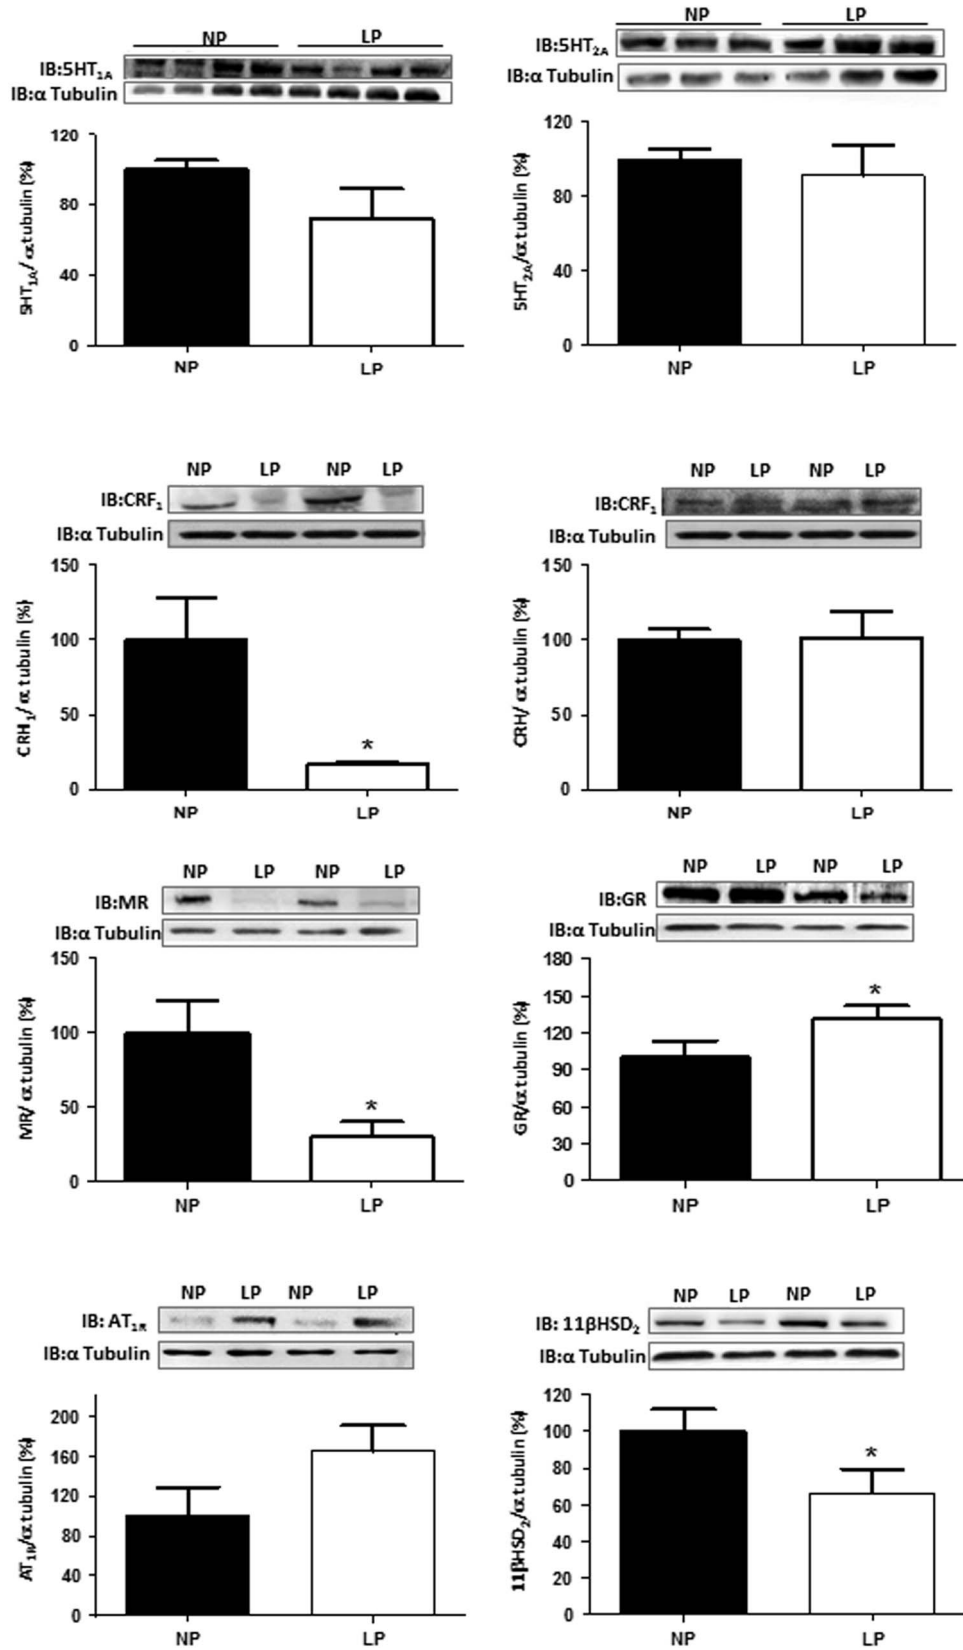 NP LP
IB:5HT1A
IB:α Tubulin
5HT1A/ α tubulin (%)
120
80
40
0
NP LP
NP LP
IB:5HT2A
IB:α Tubulin
5HT2A/α tubulin (%)
120
80
40
0
NP LP
NP LP NP LP
IB:CRF1
IB:α Tubulin
CRH1/ α tubulin (%)
150
100
50
0
*
NP LP
NP LP NP LP
IB:CRF1
IB:α Tubulin
CRH/ α tubulin (%)
150
100
50
0
NP LP
NP LP NP LP
IB:MR
IB:α Tubulin
MR/ α tubulin (%)
150
100
50
0
*
NP LP
NP LP NP LP
IB:GR
IB:α Tubulin
GR/α tubulin (%)
180
150
120
90
60
30
0
*
NP LP
NP LP NP LP
IB: AT1R
IB:α Tubulin
AT1R/α tubulin (%)
200
160
120
80
40
0
NP LP
NP LP NP LP
IB: 11βHSD2
IB:α Tubulin
11βHSD2/α tubulin (%)
120
100
80
60
40
20
0
*
NP LP